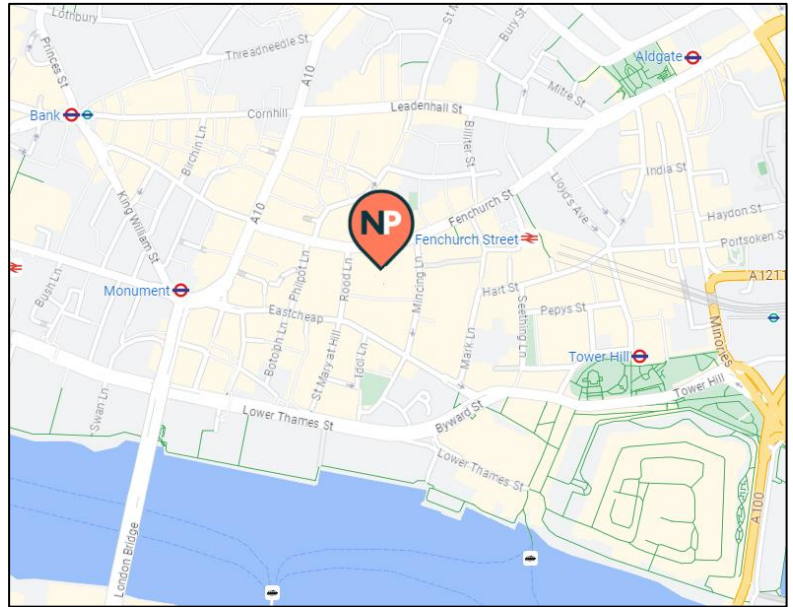 Lothbury
Princes St
Threadneedle St
A10
St M
Bury St
Aldgate
Mitre St
Bank
Cornhill
Leadenhall St
Birchin Ln
Billiter St
India St
Lloyd's Ave
King William St
A10
NP
Fenchurch St
Haydon St
Fenchurch Street
Portsoken St
Philpot Ln
Rood Ln
Mincing Ln
A1211
Bush Ln
Monument
Hart St
Seething Ln
Pepys St
Eastcheap
Minories
Botolph Ln
St Mary at Hill
Idol Ln
Mark Ln
Tower Hill
Tower Hill
Swan Ln
Lower Thames St
Byward St
Lower Thames St
A100
London Bridge